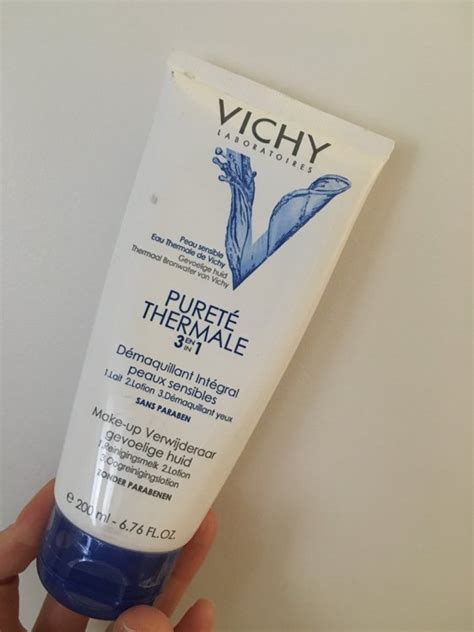 VICHY
LABORATOIRES
Peau sensible
Eau Thermale de Vichy
Gevoelige huid
Thermaal Bronwater van Vichy
PURETÉ
THERMALE
3 EN IN 1
Démaquillant Intégral
peaux sensibles
1.Lait 2.Lotion 3.Démaquillant yeux
SANS PARABEN
Make-up Verwijderaar
gevoelige huid
1.Reinigingsmelk 2.Lotion
3.Oogreinigingslotion
ZONDER PARABENEN
e 200 ml - 6.76 FL.OZ.